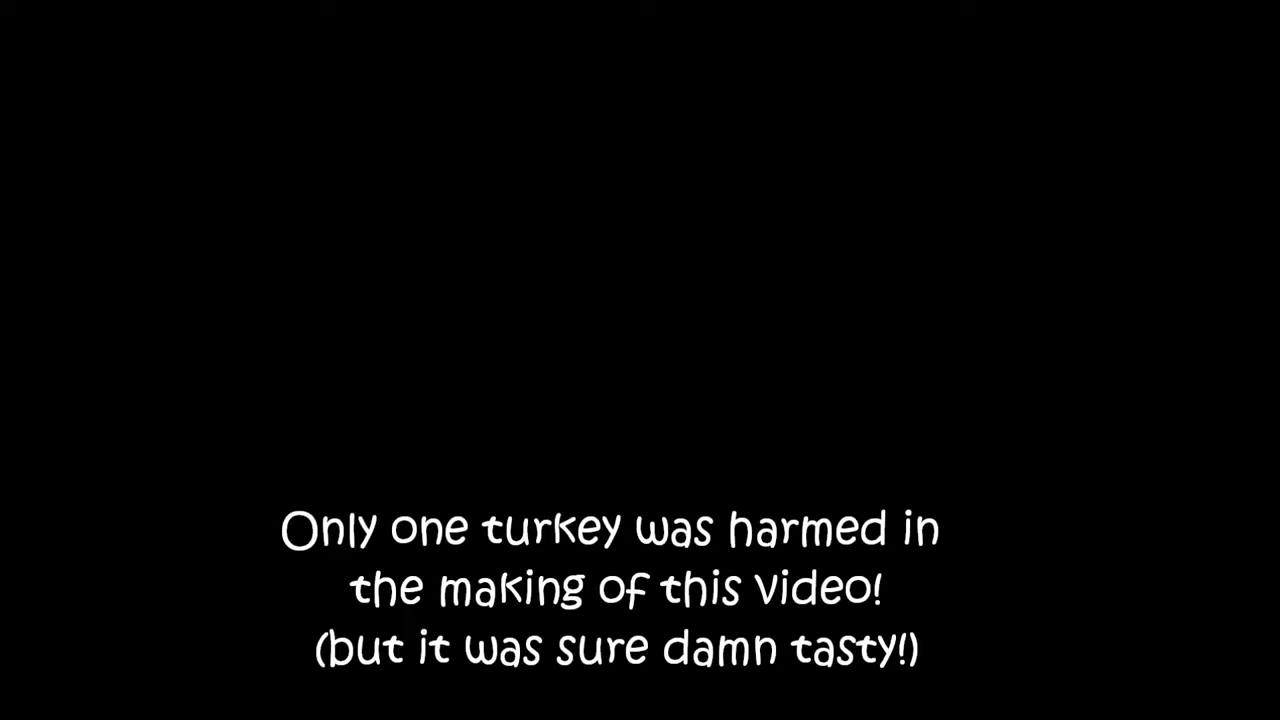 Only one turkey was harmed in
the making of this video!
(but it was sure damn tasty!)